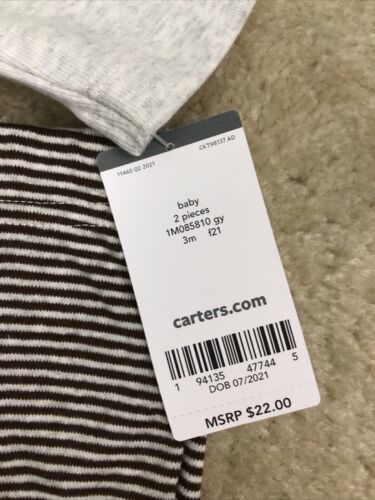 11460 Q2 2021
CKT98137 AD
baby
2 pieces
1M085810 gy
3m f21
carters.com
1 94135 47744 5
DOB 07/2021
MSRP $22.00